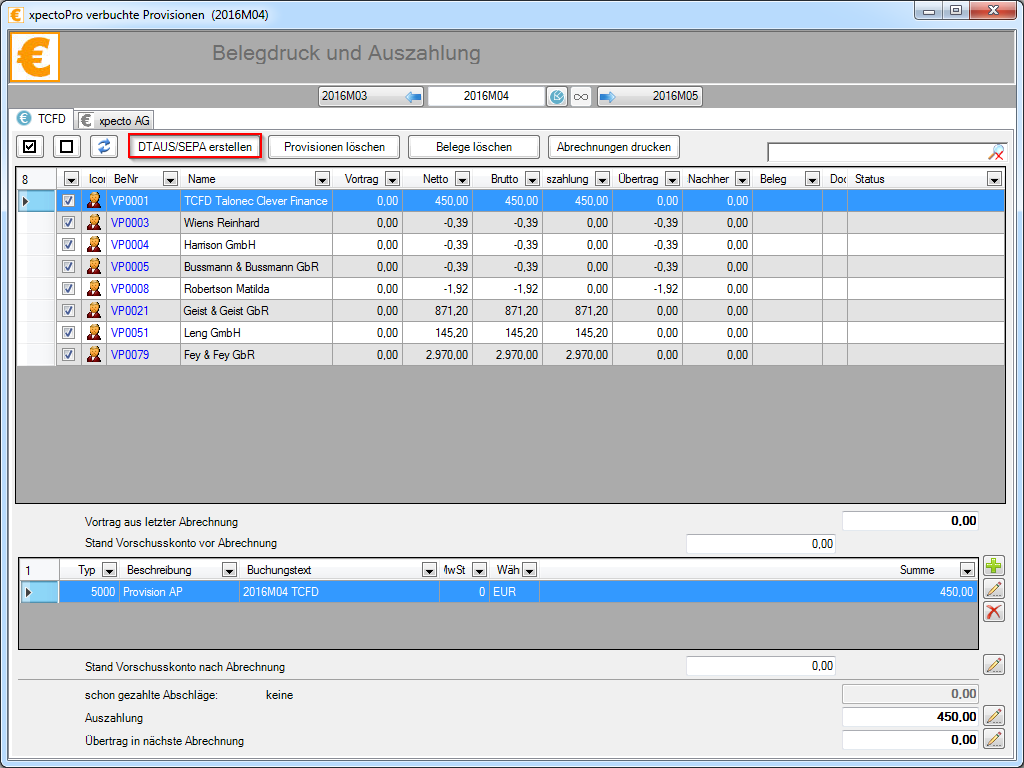 xpectoPro verbuchte Provisionen (2016M04)
Belegdruck und Auszahlung
2016M03 2016M04 2016M05
TCFD xpecto AG
DTAUS/SEPA erstellen Provisionen löschen Belege löschen Abrechnungen drucken
8 Icor BeNr Name Vortrag Netto Brutto szahlung Übertrag Nachher Beleg Doc Status
VP0001 TCFD Talonec Clever Finance 0,00 450,00 450,00 450,00 0,00 0,00
VP0003 Wiens Reinhard 0,00 -0,39 -0,39 0,00 -0,39 0,00
VP0004 Harrison GmbH 0,00 -0,39 -0,39 0,00 -0,39 0,00
VP0005 Bussmann & Bussmann GbR 0,00 -0,39 -0,39 0,00 -0,39 0,00
VP0008 Robertson Matilda 0,00 -1,92 -1,92 0,00 -1,92 0,00
VP0021 Geist & Geist GbR 0,00 871,20 871,20 871,20 0,00 0,00
VP0051 Leng GmbH 0,00 145,20 145,20 145,20 0,00 0,00
VP0079 Fey & Fey GbR 0,00 2.970,00 2.970,00 2.970,00 0,00 0,00
Vortrag aus letzter Abrechnung 0,00
Stand Vorschusskonto vor Abrechnung 0,00
1 Typ Beschreibung Buchungstext MwSt Wäh Summe
5000 Provision AP 2016M04 TCFD 0 EUR 450,00
Stand Vorschusskonto nach Abrechnung 0,00
schon gezahlte Abschläge: keine 0,00
Auszahlung 450,00
Übertrag in nächste Abrechnung 0,00